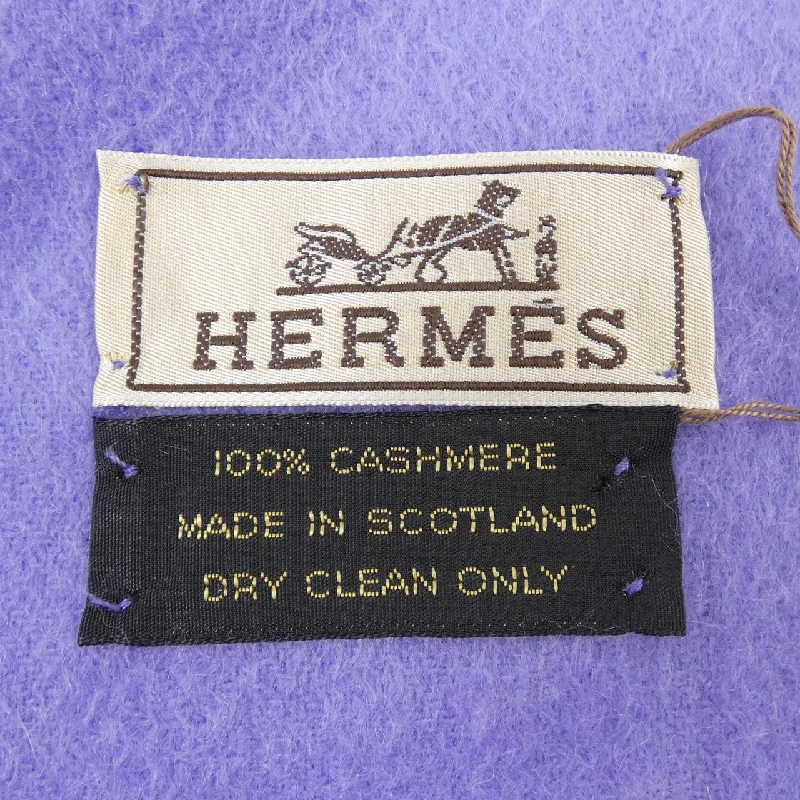 HERMÈS
100% CASHMERE
MADE IN SCOTLAND
DRY CLEAN ONLY